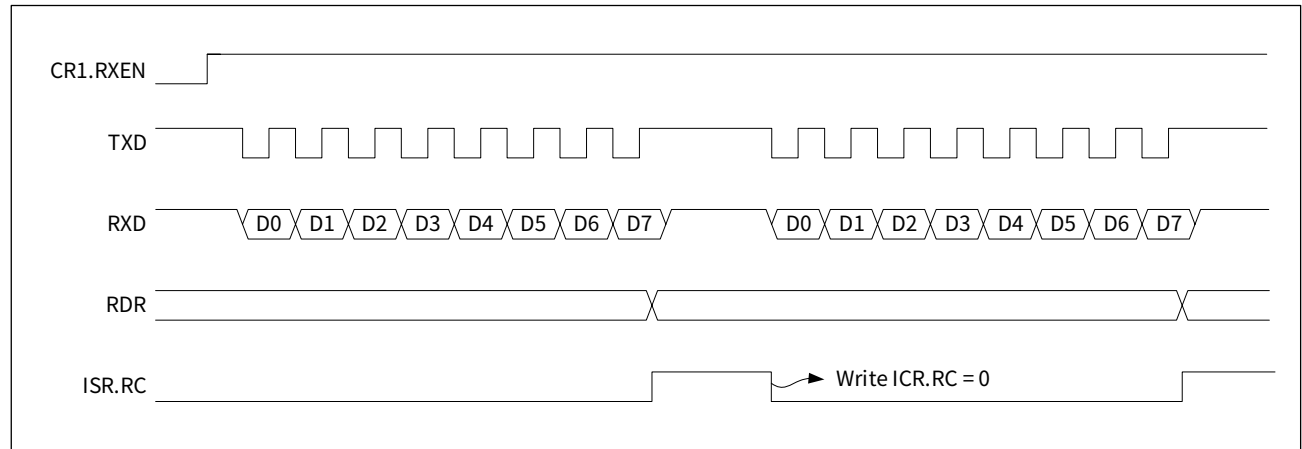 CR1.RXEN
TXD
RXD D0 D1 D2 D3 D4 D5 D6 D7 D0 D1 D2 D3 D4 D5 D6 D7
RDR
ISR.RC Write ICR.RC = 0